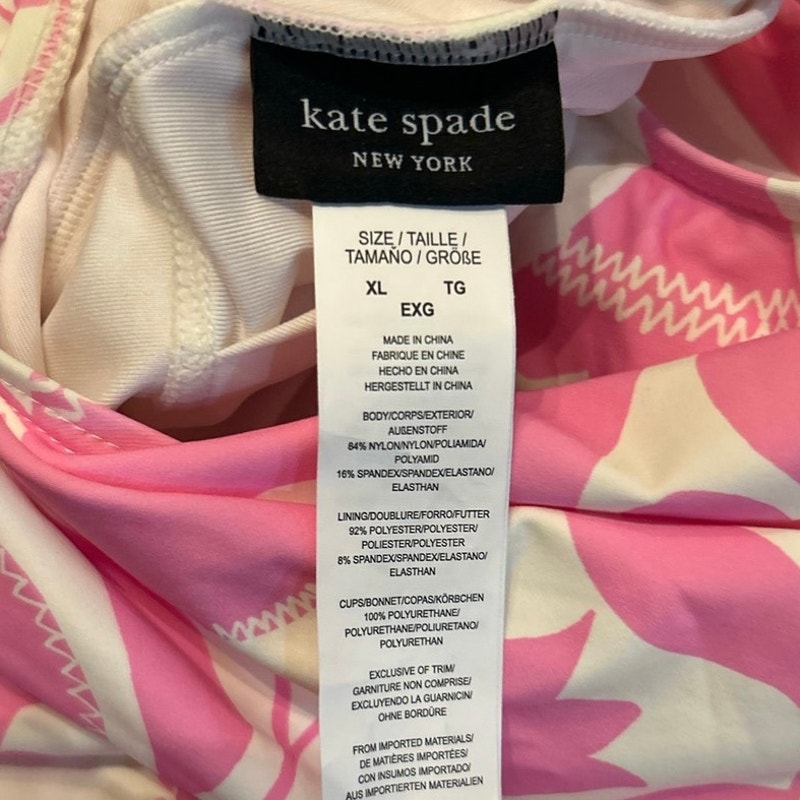 kate spade
NEW YORK
SIZE / TAILLE /
TAMAÑO / GRÖßE
XL TG
EXG
MADE IN CHINA
FABRIQUE EN CHINE
HECHO EN CHINA
HERGESTELLT IN CHINA
BODY/CORPS/EXTERIOR/
AUßENSTOFF
84% NYLON/NYLON/POLIAMIDA/
POLYAMID
16% SPANDEX/SPANDEX/ELASTANO/
ELASTHAN
LINING/DOUBLURE/FORRO/FUTTER
92% POLYESTER/POLYESTER/
POLIESTER/POLYESTER
8% SPANDEX/SPANDEX/ELASTANO/
ELASTHAN
CUPS/BONNET/COPAS/KÖRBCHEN
100% POLYURETHANE/
POLYURETHANE/POLIURETANO/
POLYURETHAN
EXCLUSIVE OF TRIM/
GARNITURE NON COMPRISE/
EXCLUYENDO LA GUARNICIN/
OHNE BORDÜRE
FROM IMPORTED MATERIALS/
DE MATIÈRES IMPORTÉES/
CON INSUMOS IMPORTADO/
AUS IMPORTIERTEN MATERIALIEN